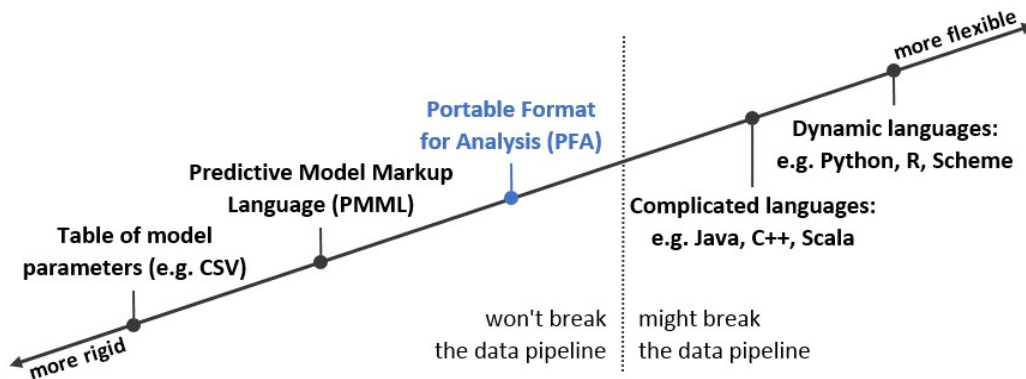 more flexible
Portable Format
for Analysis (PFA)
Dynamic languages:
e.g. Python, R, Scheme
Predictive Model Markup
Language (PMML)
Complicated languages:
e.g. Java, C++, Scala
Table of model
parameters (e.g. CSV)
won't break
the data pipeline
might break
the data pipeline
more rigid